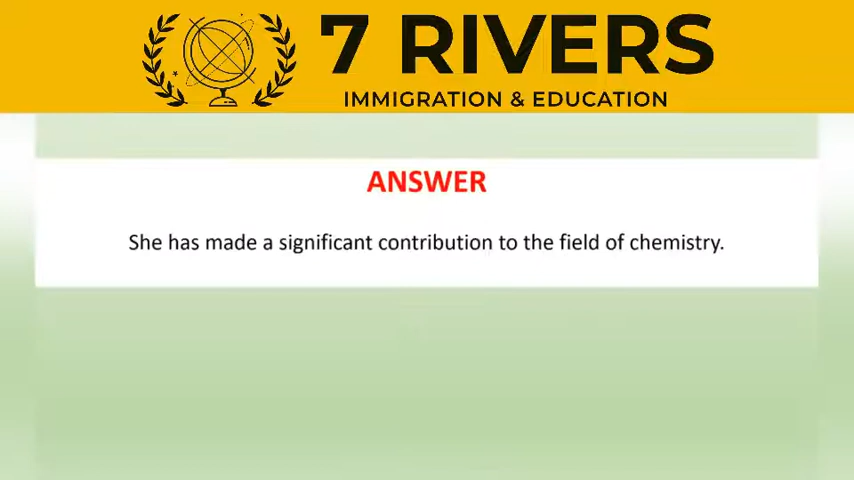 7 RIVERS
IMMIGRATION & EDUCATION
ANSWER
She has made a significant contribution to the field of chemistry.